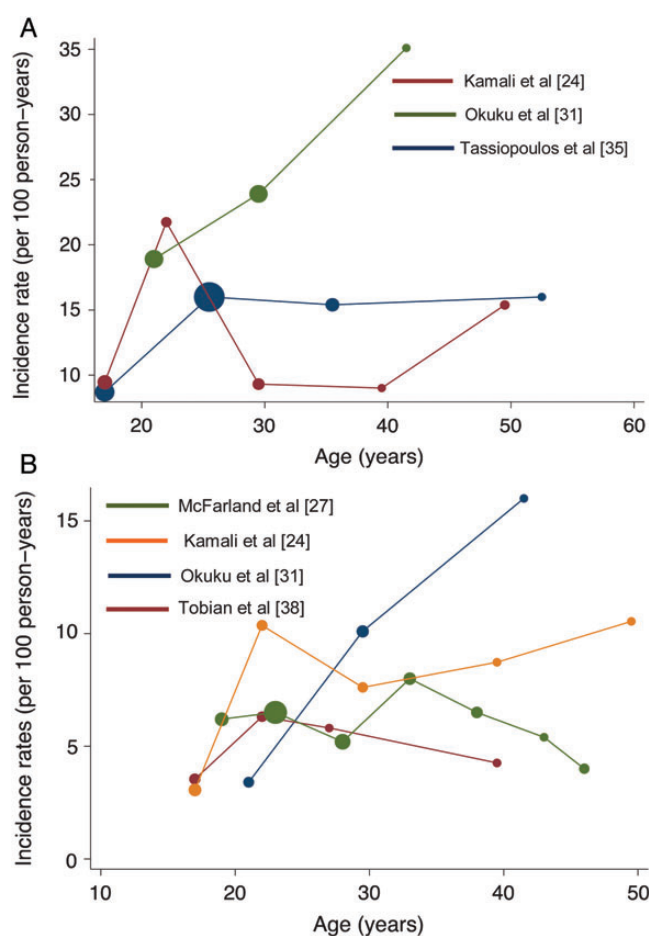 A
35
30
25
20
15
10
Incidence rate (per 100 person–years)
Kamali et al [24]
Okuku et al [31]
Tassiopoulos et al [35]
20 30 40 50 60
Age (years)
B
15
10
5
0
Incidence rates (per 100 person–years)
McFarland et al [27]
Kamali et al [24]
Okuku et al [31]
Tobian et al [38]
10 20 30 40 50
Age (years)